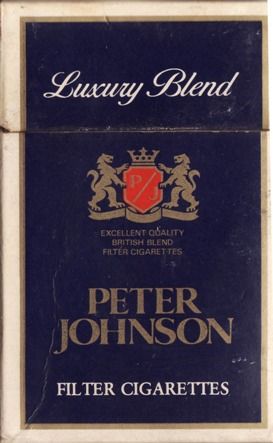 Luxury Blend
P/J
EXCELLENT QUALITY
BRITISH BLEND
FILTER CIGARETTES
PETER
JOHNSON
FILTER CIGARETTES